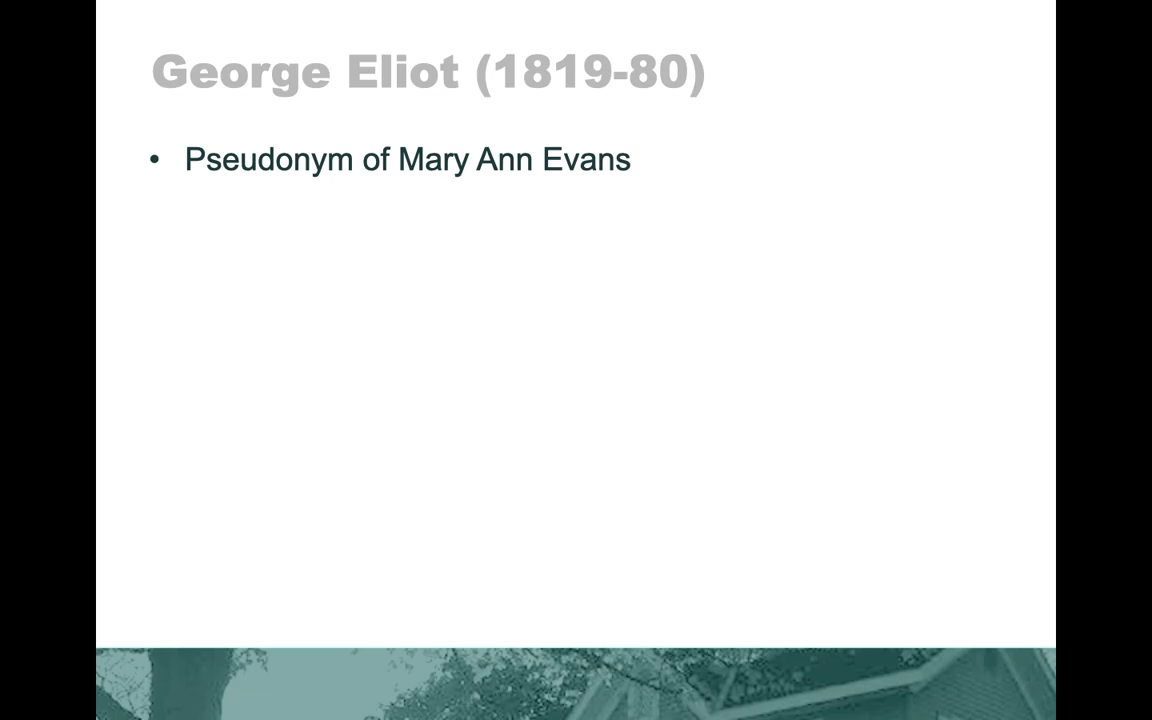 George Eliot (1819-80)
• Pseudonym of Mary Ann Evans